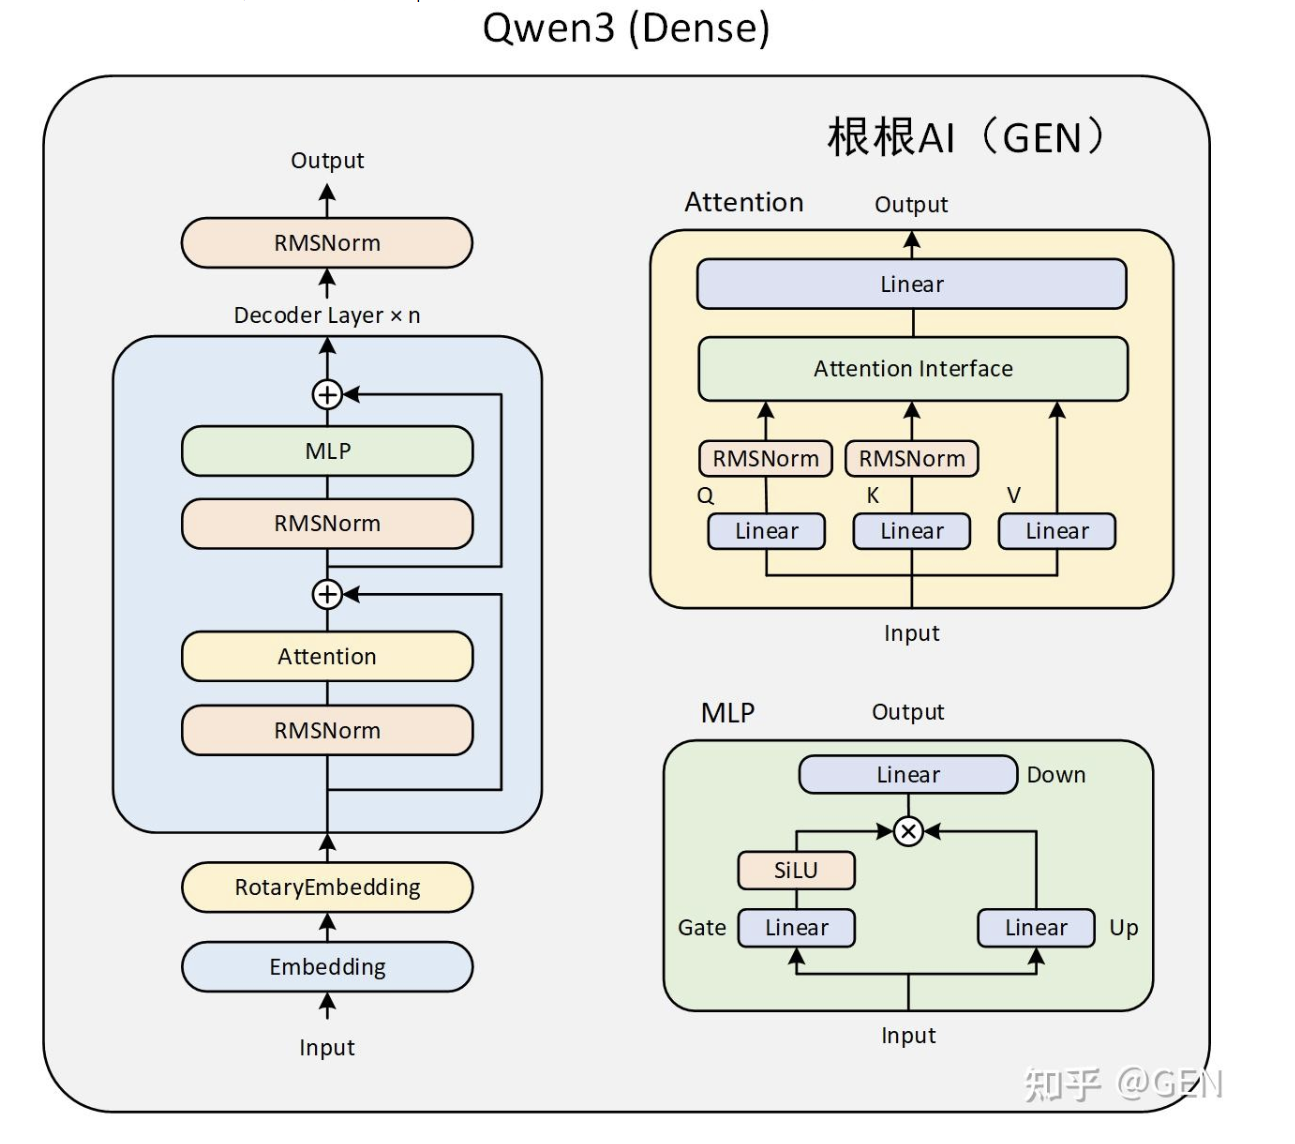 Qwen3 (Dense)
根根AI（GEN）
Output
RMSNorm
Decoder Layer × n
MLP
RMSNorm
Attention
RMSNorm
RotaryEmbedding
Embedding
Input
Attention
Output
Linear
Attention Interface
RMSNorm RMSNorm
Q K V
Linear Linear Linear
Input
MLP
Output
Linear Down
SiLU
Gate Linear Linear Up
Input
知乎 @GEN